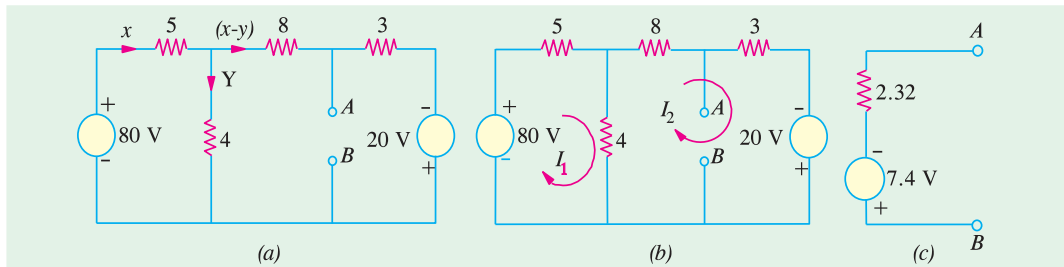 x 5 (x-y) 8 3
Y
+ 80 V -
4
A
B
- 20 V +
(a)
5 8 3
+ 80 V -
I1
4
I2
A
B
- 20 V +
(b)
A
2.32
-
7.4 V
+
B
(c)